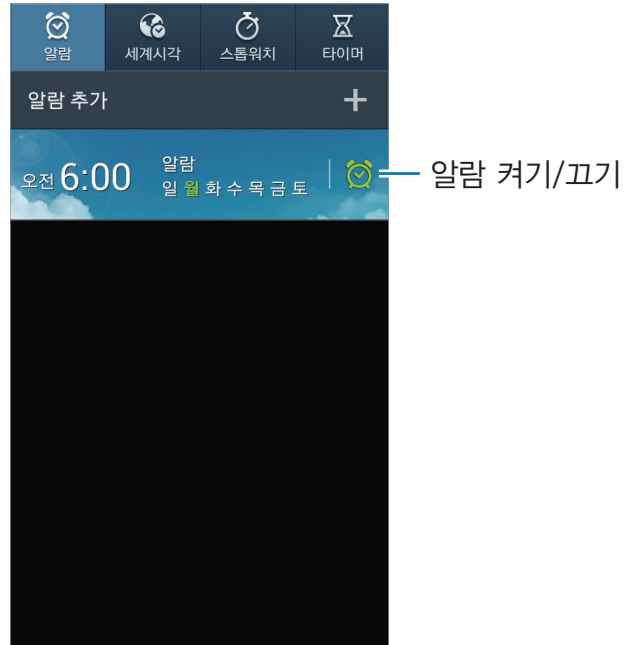 알람 세계시각 스톱워치 타이머
알람 추가
오전 6:00
알람
일 월 화 수 목 금 토
알람 켜기/끄기